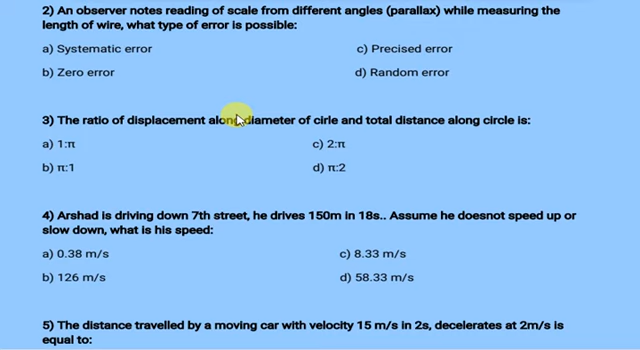 2) An observer notes reading of scale from different angles (parallax) while measuring the
length of wire, what type of error is possible:
a) Systematic error
c) Precised error
b) Zero error
d) Random error
3) The ratio of displacement along diameter of cirle and total distance along circle is:
a) 1:π
c) 2:π
b) π:1
d) π:2
4) Arshad is driving down 7th street, he drives 150m in 18s.. Assume he doesnot speed up or
slow down, what is his speed:
a) 0.38 m/s
c) 8.33 m/s
b) 126 m/s
d) 58.33 m/s
5) The distance travelled by a moving car with velocity 15 m/s in 2s, decelerates at 2m/s is
equal to: